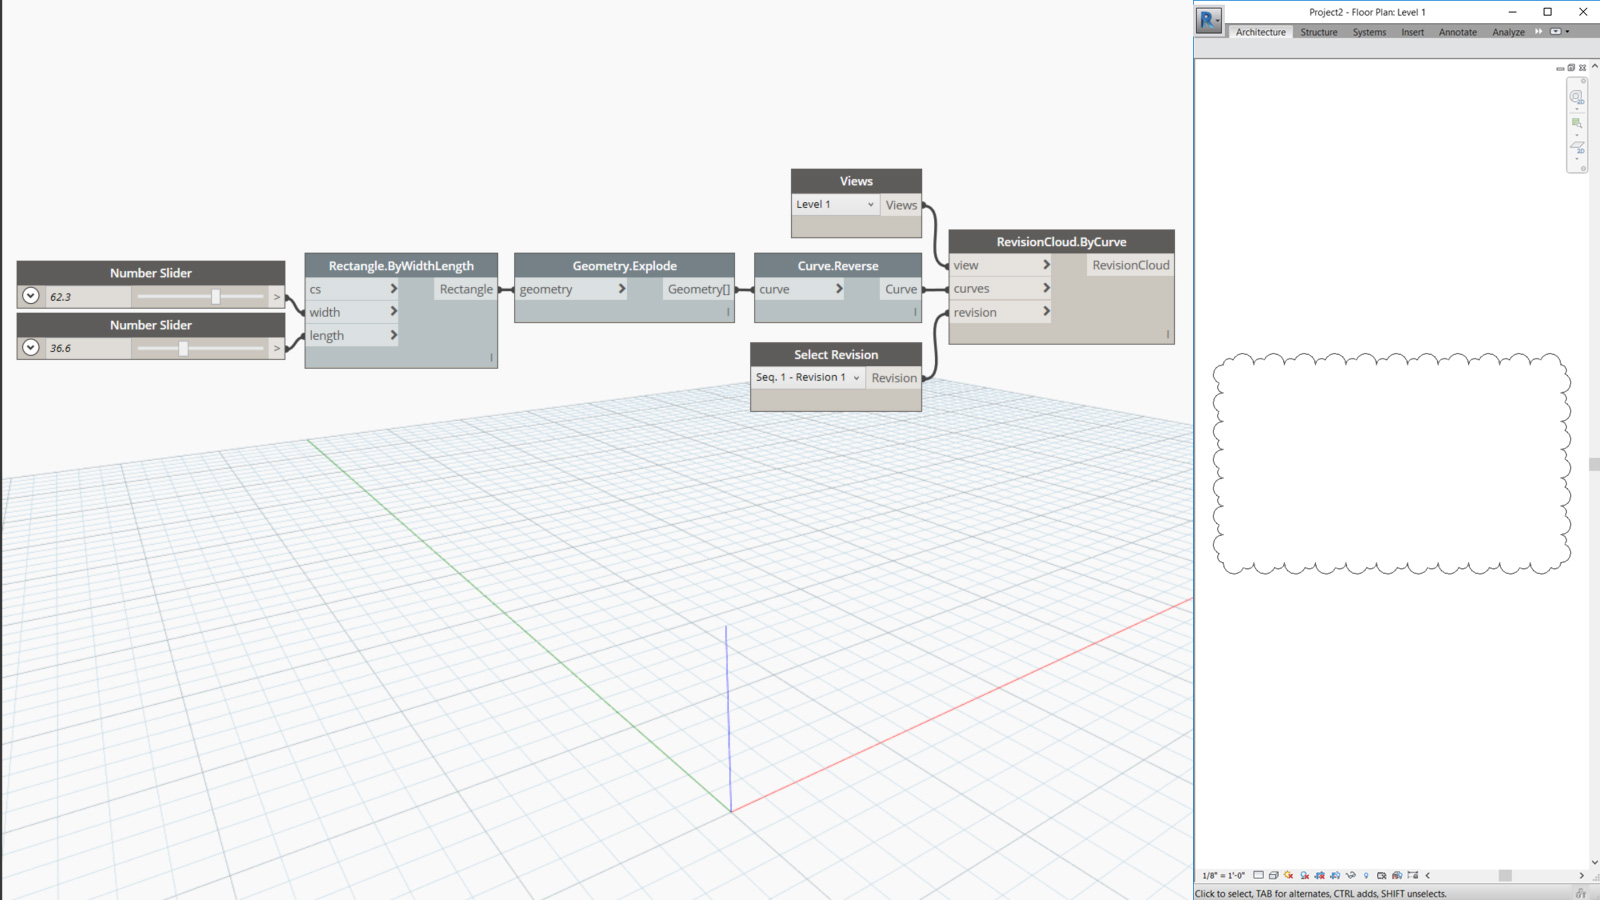 Project2 - Floor Plan: Level 1
Architecture Structure Systems Insert Annotate Analyze
Views
Level 1 Views
RevisionCloud.ByCurve
view RevisionCloud
curves
revision
Number Slider
62.3
Number Slider
36.6
Rectangle.ByWidthLength
cs Rectangle
width
length
Geometry.Explode
geometry Geometry[]
Curve.Reverse
curve Curve
Select Revision
Seq. 1 - Revision 1 Revision
1/8" = 1'-0"
Click to select, TAB for alternates, CTRL adds, SHIFT unselects.